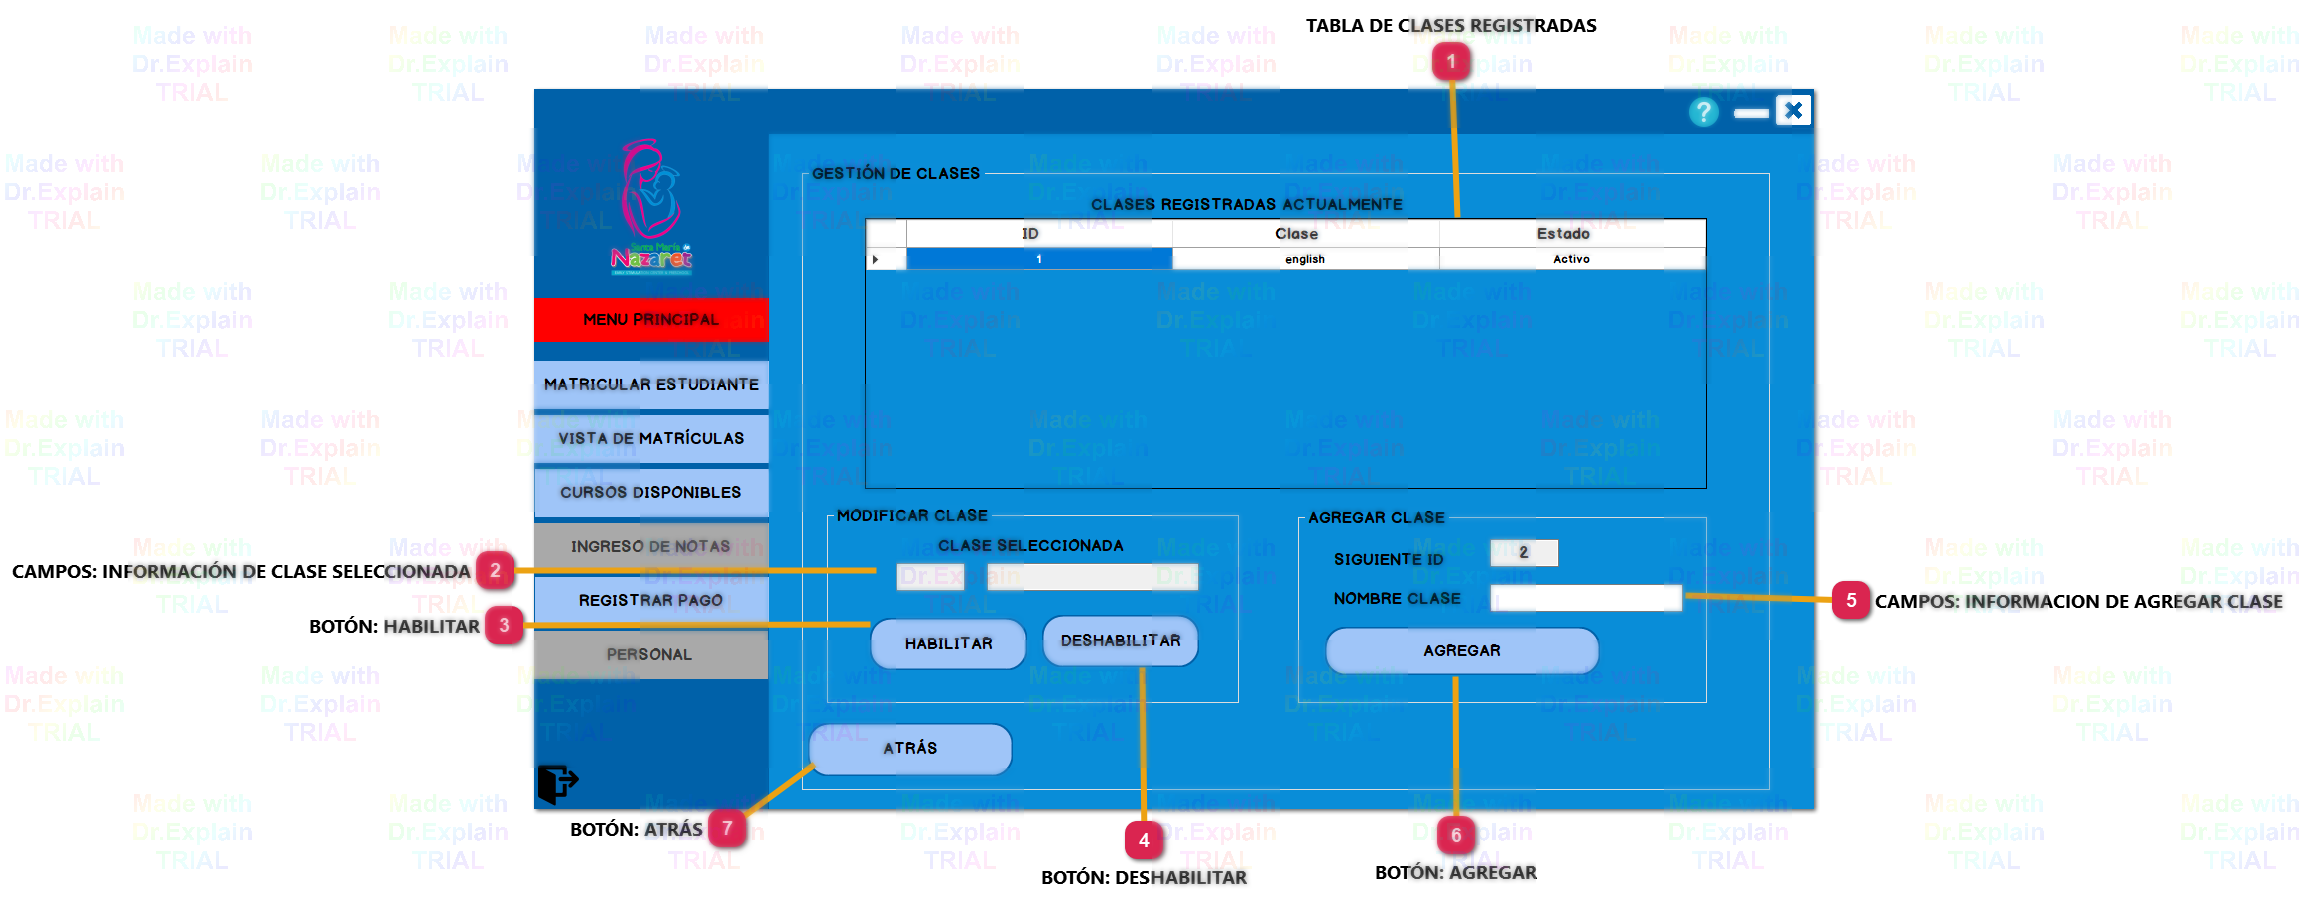 TABLA DE CLASES REGISTRADAS
1
?
Santa María de
Nazaret
GESTIÓN DE CLASES
CLASES REGISTRADAS ACTUALMENTE
ID Clase Estado
1 english Activo
MENU PRINCIPAL
MATRICULAR ESTUDIANTE
VISTA DE MATRÍCULAS
CURSOS DISPONIBLES
INGRESO DE NOTAS
REGISTRAR PAGO
PERSONAL
MODIFICAR CLASE
CLASE SELECCIONADA
HABILITAR DESHABILITAR
AGREGAR CLASE
SIGUIENTE ID 2
NOMBRE CLASE
AGREGAR
ATRÁS
CAMPOS: INFORMACIÓN DE CLASE SELECCIONADA 2
BOTÓN: HABILITAR 3
5 CAMPOS: INFORMACION DE AGREGAR CLASE
BOTÓN: ATRÁS 7
4
BOTÓN: DESHABILITAR
6
BOTÓN: AGREGAR
Made with
Dr.Explain
TRIAL